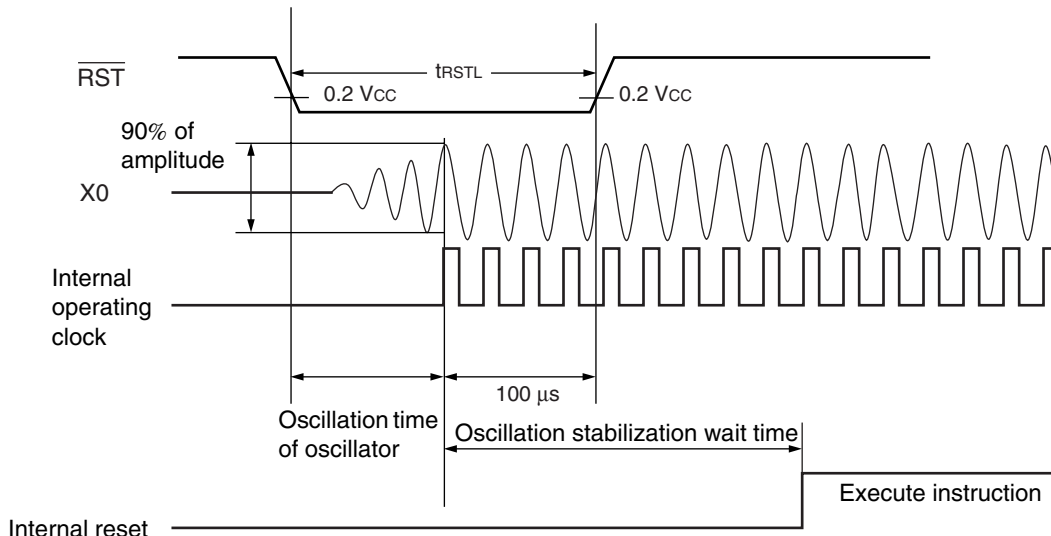 RST
tRSTL
0.2 VCC
0.2 VCC
90% of
amplitude
X0
Internal
operating
clock
100 μs
Oscillation time
of oscillator
Oscillation stabilization wait time
Execute instruction
Internal reset